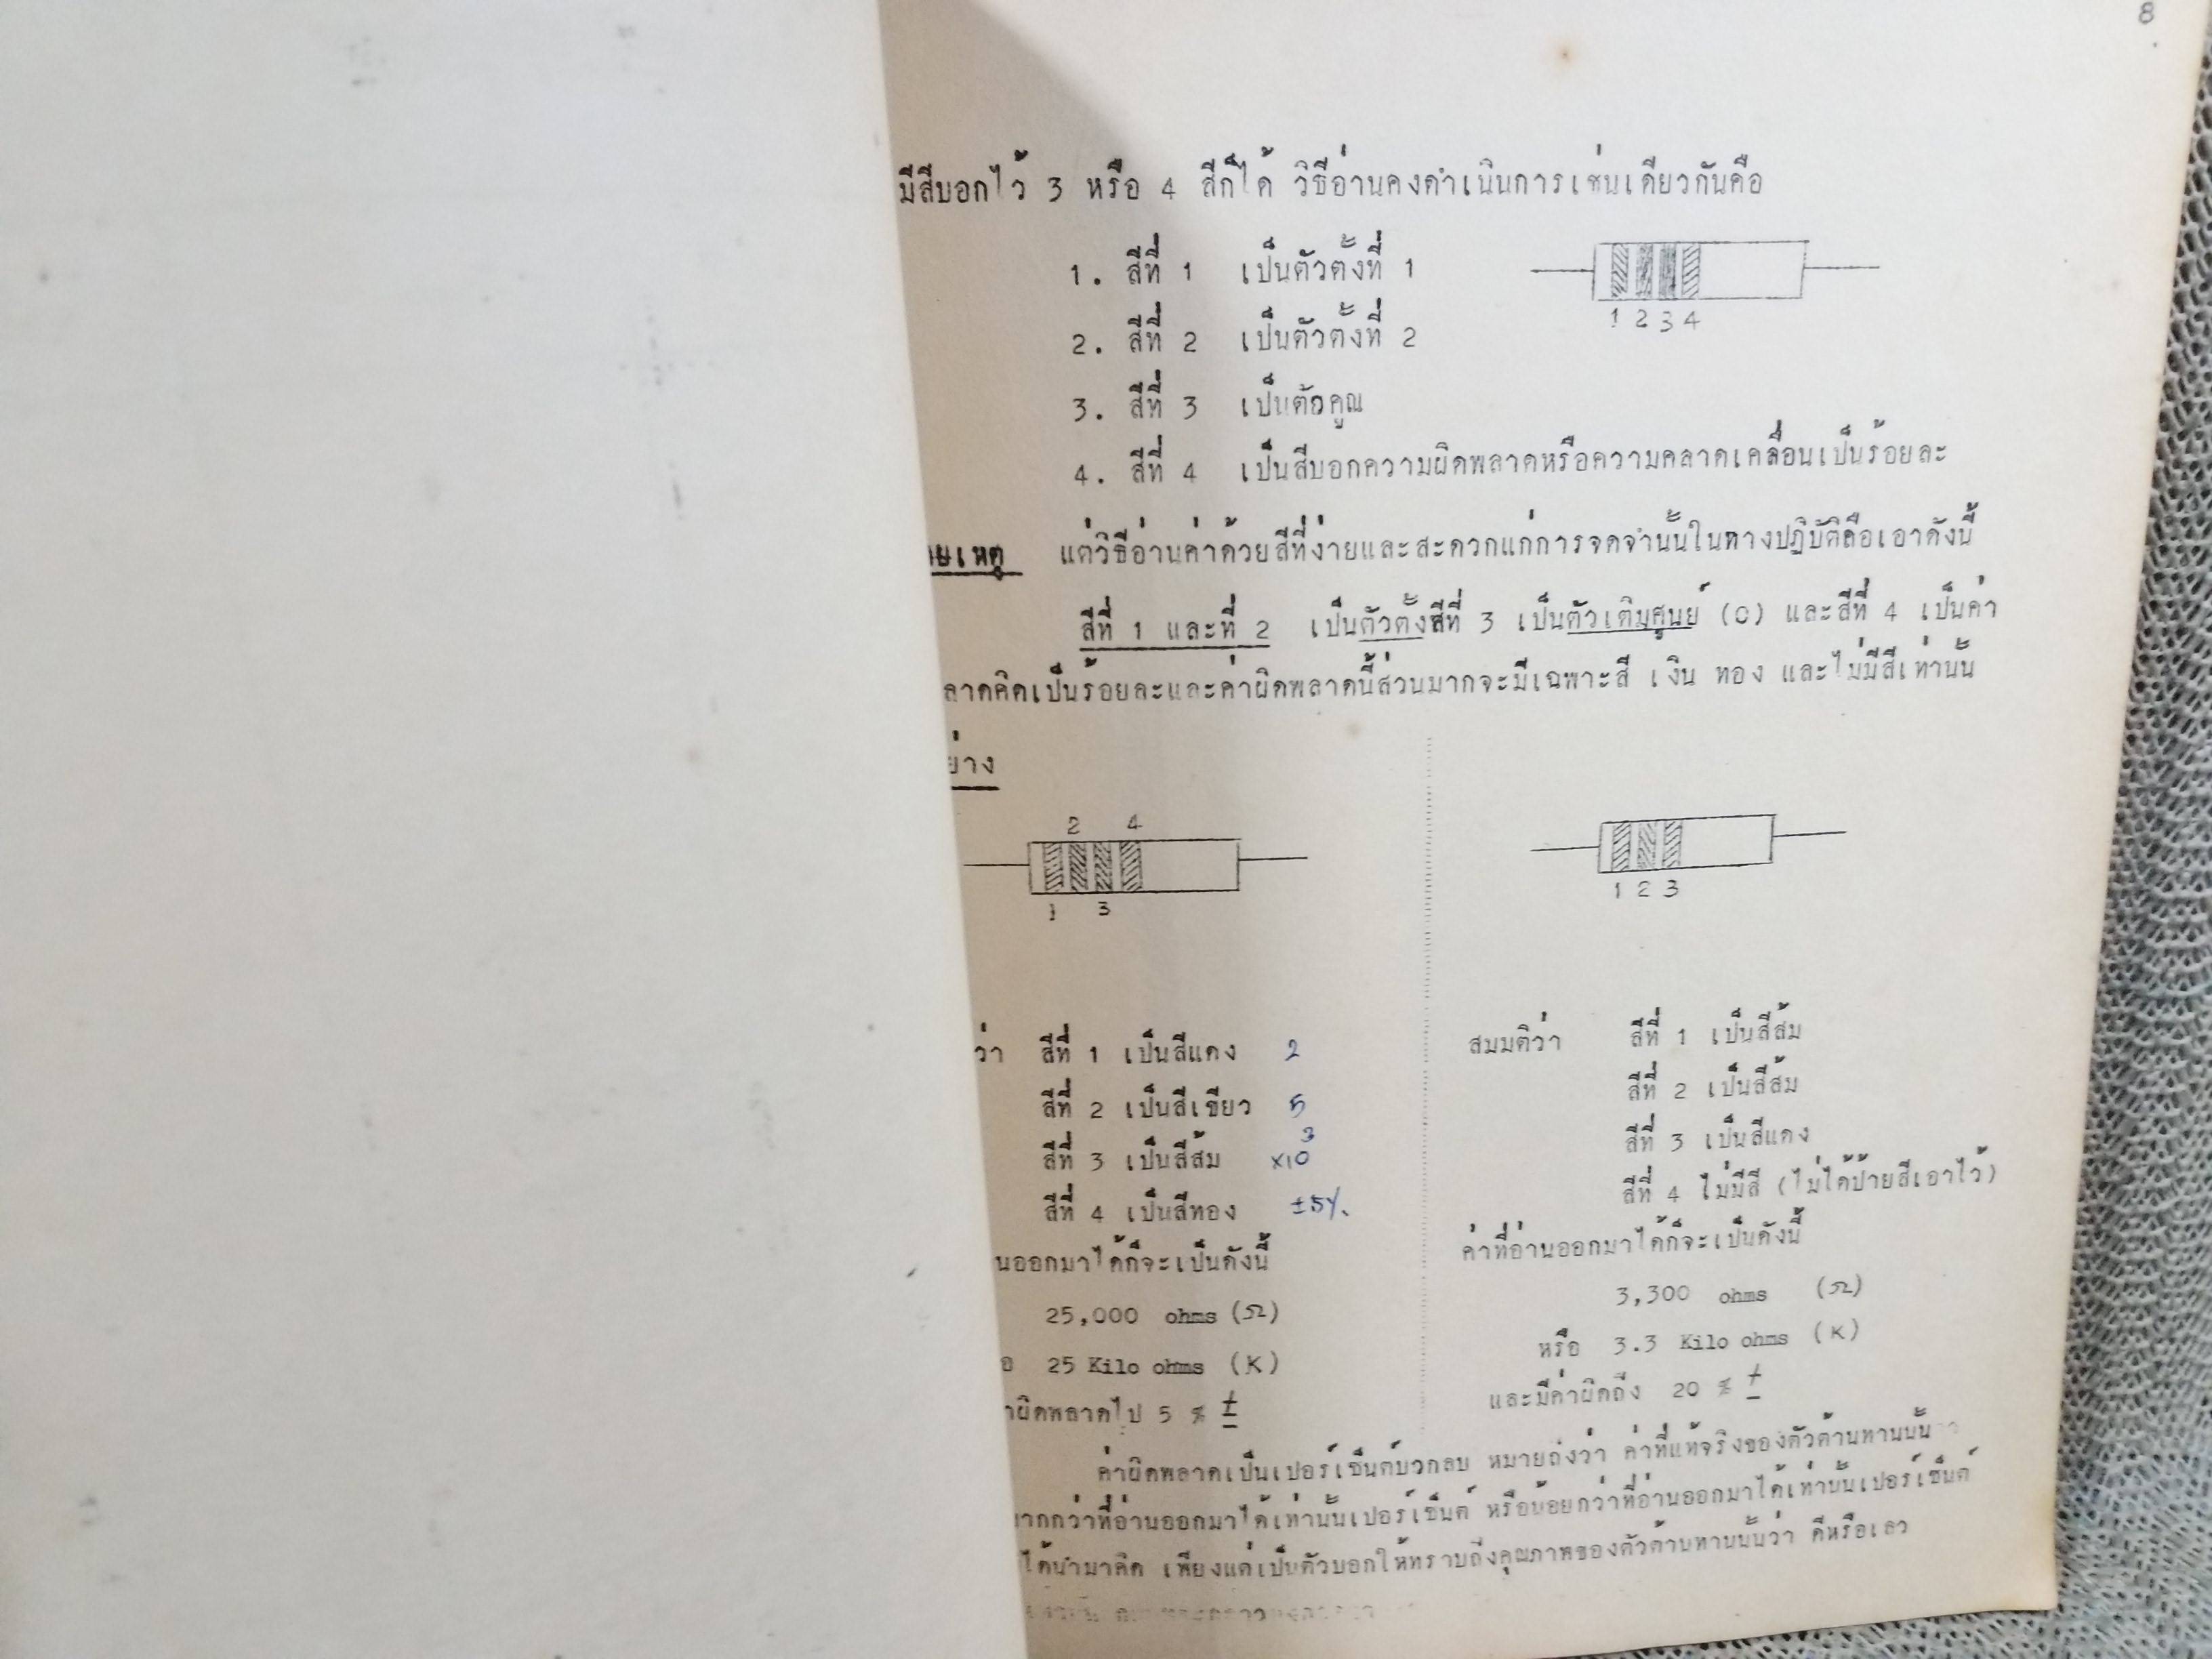 8
มีสีบอกไว้ 3 หรือ 4 สีก็ได้ วิธีอ่านคงดำเนินการเช่นเดียวกันคือ
1. สีที่ 1 เป็นตัวตั้งที่ 1
2. สีที่ 2 เป็นตัวตั้งที่ 2
3. สีที่ 3 เป็นตัวคูณ
4. สีที่ 4 เป็นสีบอกความผิดพลาดหรือความคลาดเคลื่อนเป็นร้อยละ
1 2 3 4
ยเหตุ แต่วิธีอ่านค่าด้วยสีที่ง่ายและสะดวกแก่การจดจำนั้นในทางปฏิบัติคือเอาดังนี้
สีที่ 1 และที่ 2 เป็นตัวตั้งสีที่ 3 เป็นตัวเติมศูนย์ (0) และสีที่ 4 เป็นค่า
ลาดคิดเป็นร้อยละและค่าผิดพลาดนี้ส่วนมากจะมีเฉพาะสี เงิน ทอง และไม่มีสีเท่านั้น
ย่าง
2 4
1 3
ว่า สีที่ 1 เป็นสีแดง 2
สีที่ 2 เป็นสีเขียว 5
สีที่ 3 เป็นสีส้ม x10³
สีที่ 4 เป็นสีทอง ±5%
นออกมาได้ก็จะเป็นดังนี้
25,000 ohms (Ω)
อ 25 Kilo ohms (K)
าผิดพลาดไป 5 % ±
1 2 3
สมมติว่า สีที่ 1 เป็นสีส้ม
สีที่ 2 เป็นสีส้ม
สีที่ 3 เป็นสีแดง
สีที่ 4 ไม่มีสี (ไม่ได้ป้ายสีเอาไว้)
ค่าที่อ่านออกมาได้ก็จะเป็นดังนี้
3,300 ohms (Ω)
หรือ 3.3 Kilo ohms (K)
และมีค่าผิดถึง 20 % ±
ค่าผิดพลาดเป็นเปอร์เซ็นต์บวกลบ หมายถึงว่า ค่าที่แท้จริงของตัวต้านทานนั้น
ากกว่าที่อ่านออกมาได้เท่านั้นเปอร์เซ็นต์ หรือน้อยกว่าที่อ่านออกมาได้เท่านั้นเปอร์เซ็นต์
ได้นำมาคิด เพียงแต่เป็นตัวบอกให้ทราบถึงคุณภาพของตัวต้านทานนั้นว่า ดีหรือเลว